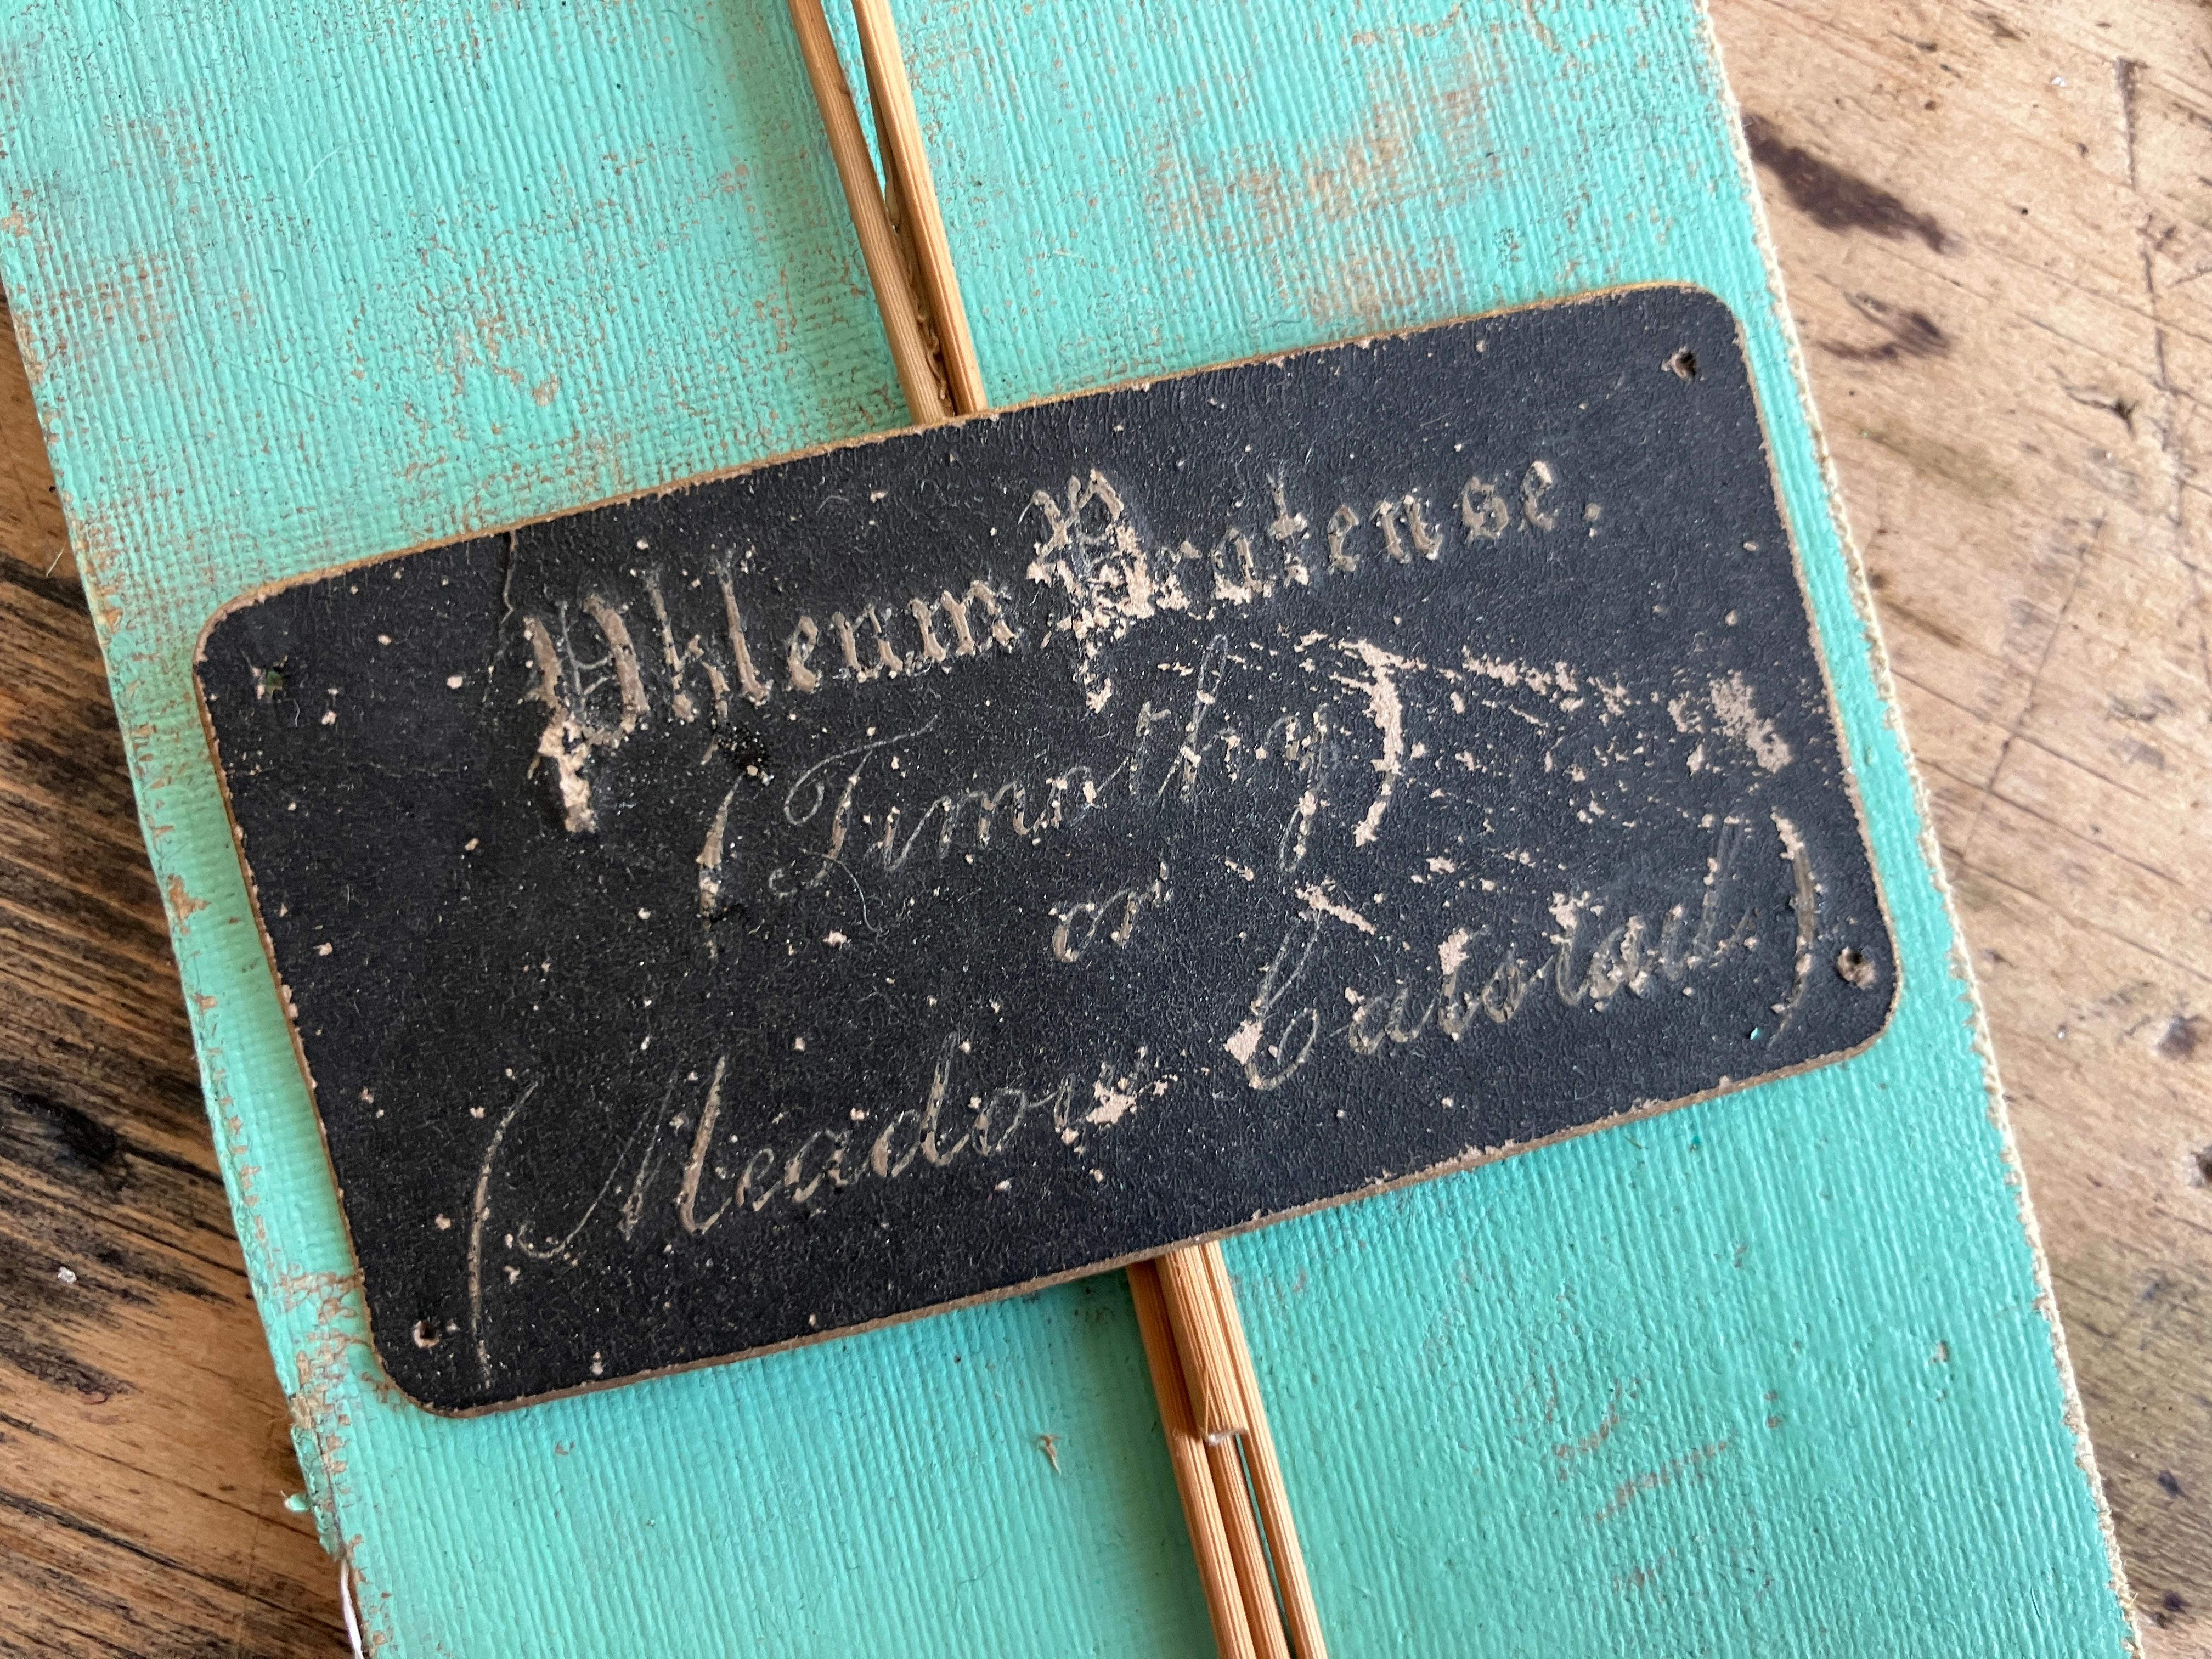 Phleum Pratense.
(Timothy)
or
(Meadow Catstail)